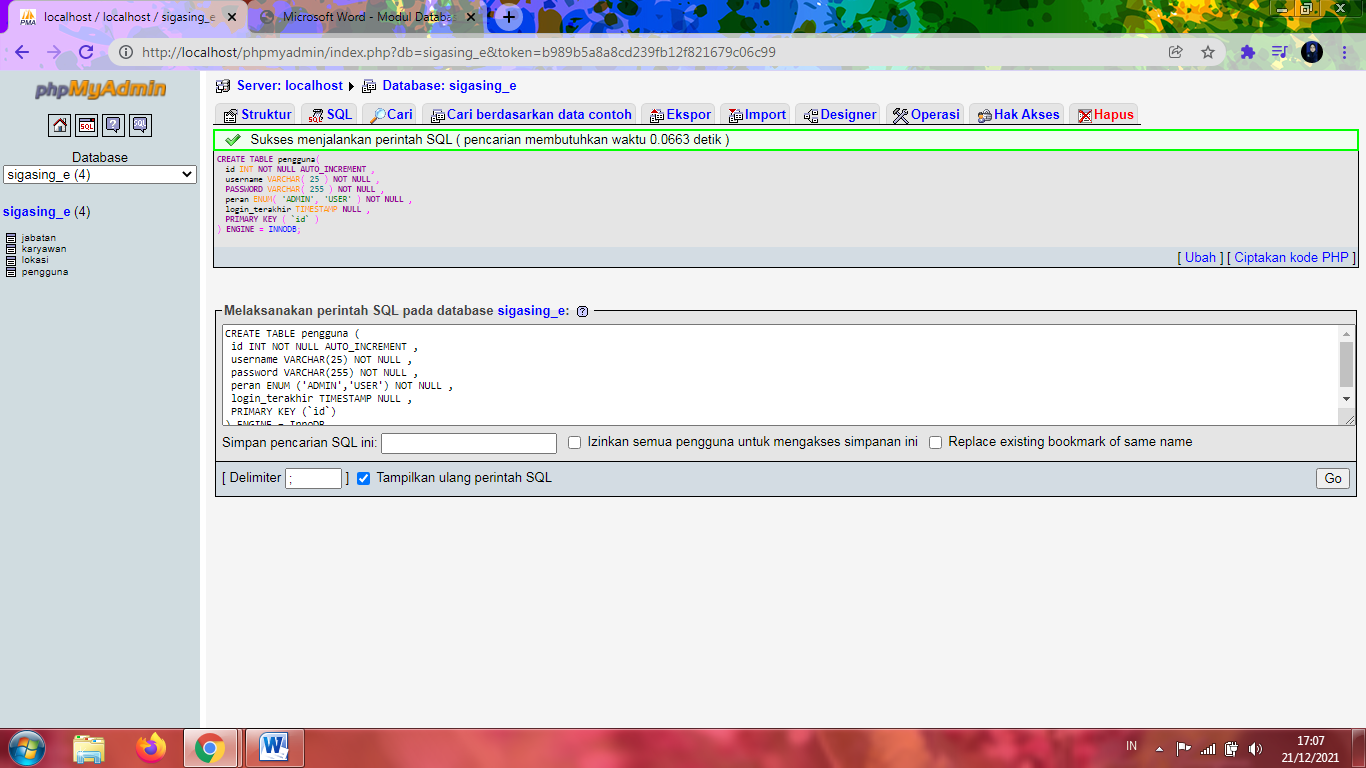 localhost / localhost / sigasing_e
Microsoft Word - Modul Databa
http://localhost/phpmyadmin/index.php?db=sigasing_e&token=b989b5a8a8cd239fb12f821679c06c99
phpMyAdmin
Database
sigasing_e (4)
sigasing_e (4)
jabatan
karyawan
lokasi
pengguna
Server: localhost Database: sigasing_e
Struktur SQL Cari Cari berdasarkan data contoh Ekspor Import Designer Operasi Hak Akses Hapus
Sukses menjalankan perintah SQL ( pencarian membutuhkan waktu 0.0663 detik )
CREATE TABLE pengguna(
id INT NOT NULL AUTO_INCREMENT ,
username VARCHAR( 25 ) NOT NULL ,
PASSWORD VARCHAR( 255 ) NOT NULL ,
peran ENUM( 'ADMIN', 'USER' ) NOT NULL ,
login_terakhir TIMESTAMP NULL ,
PRIMARY KEY ( `id` )
) ENGINE = INNODB;
[ Ubah ] [ Ciptakan kode PHP ]
Melaksanakan perintah SQL pada database sigasing_e:
CREATE TABLE pengguna (
id INT NOT NULL AUTO_INCREMENT ,
username VARCHAR(25) NOT NULL ,
password VARCHAR(255) NOT NULL ,
peran ENUM ('ADMIN','USER') NOT NULL ,
login_terakhir TIMESTAMP NULL ,
PRIMARY KEY (`id`)
) ENGINE = InnoDB
Simpan pencarian SQL ini: Izinkan semua pengguna untuk mengakses simpanan ini Replace existing bookmark of same name
[ Delimiter ; ] Tampilkan ulang perintah SQL Go
IN
17:07
21/12/2021